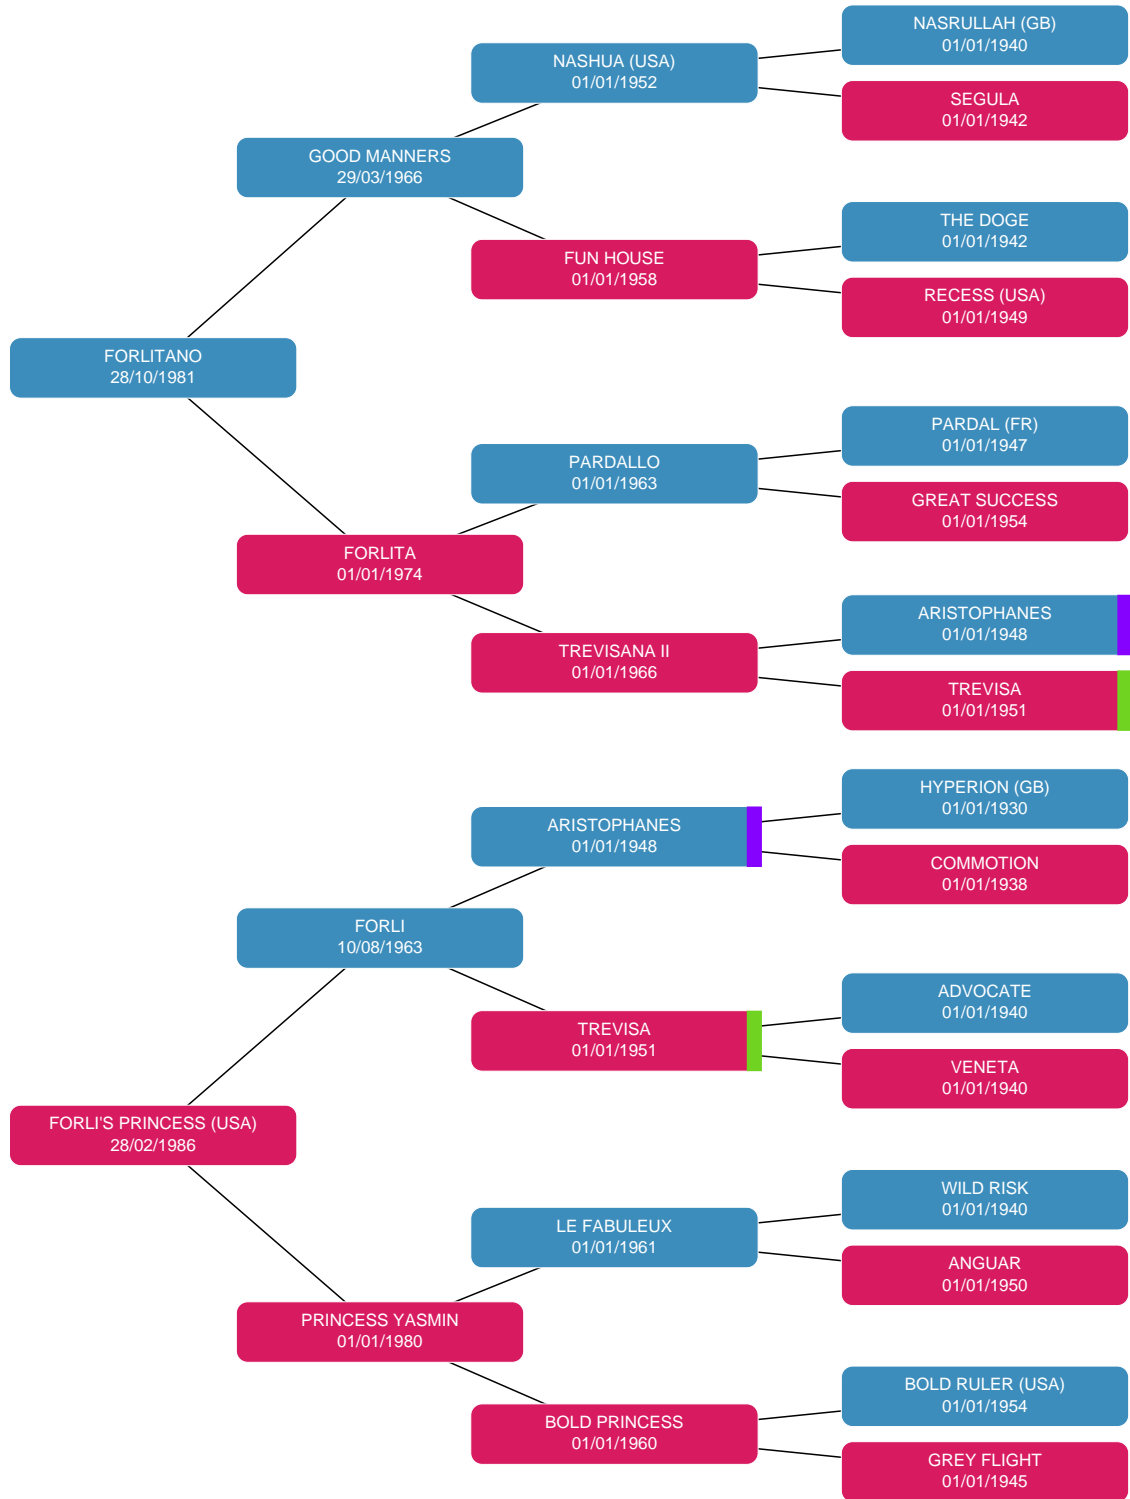 NASRULLAH (GB)
01/01/1940
NASHUA (USA)
01/01/1952
SEGULA
01/01/1942
GOOD MANNERS
29/03/1966
THE DOGE
01/01/1942
FUN HOUSE
01/01/1958
RECESS (USA)
01/01/1949
FORLITANO
28/10/1981
PARDAL (FR)
01/01/1947
PARDALLO
01/01/1963
GREAT SUCCESS
01/01/1954
FORLITA
01/01/1974
ARISTOPHANES
01/01/1948
TREVISANA II
01/01/1966
TREVISA
01/01/1951
HYPERION (GB)
01/01/1930
ARISTOPHANES
01/01/1948
COMMOTION
01/01/1938
FORLI
10/08/1963
ADVOCATE
01/01/1940
TREVISA
01/01/1951
VENETA
01/01/1940
FORLI'S PRINCESS (USA)
28/02/1986
WILD RISK
01/01/1940
LE FABULEUX
01/01/1961
ANGUAR
01/01/1950
PRINCESS YASMIN
01/01/1980
BOLD RULER (USA)
01/01/1954
BOLD PRINCESS
01/01/1960
GREY FLIGHT
01/01/1945